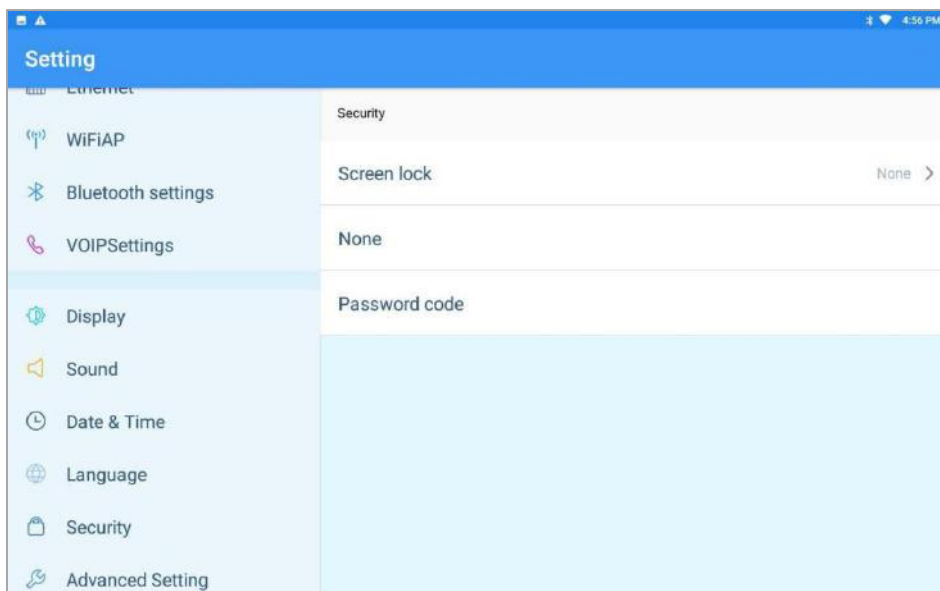 4:56 PM
Setting
Ethernet
WiFiAP
Bluetooth settings
VOIPSettings
Display
Sound
Date & Time
Language
Security
Advanced Setting
Security
Screen lock None
None
Password code